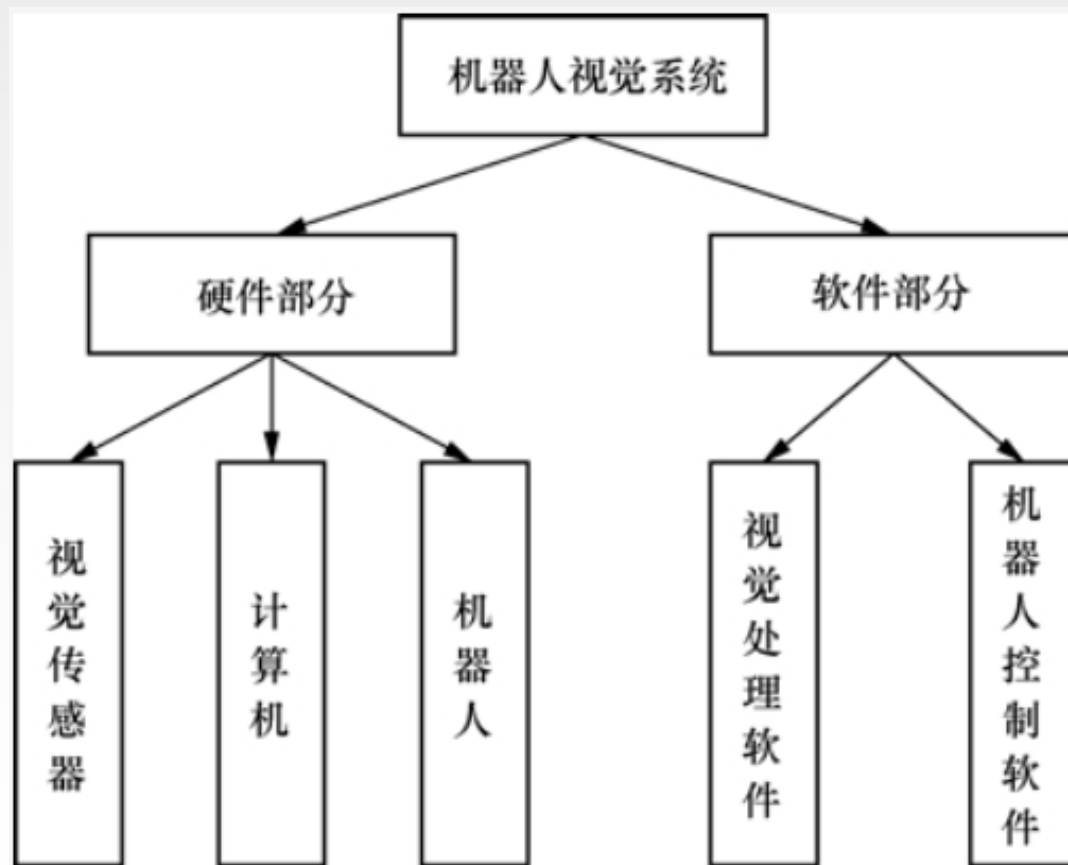 机器人视觉系统
硬件部分
软件部分
视觉传感器
计算机
机器人
视觉处理软件
机器人控制软件